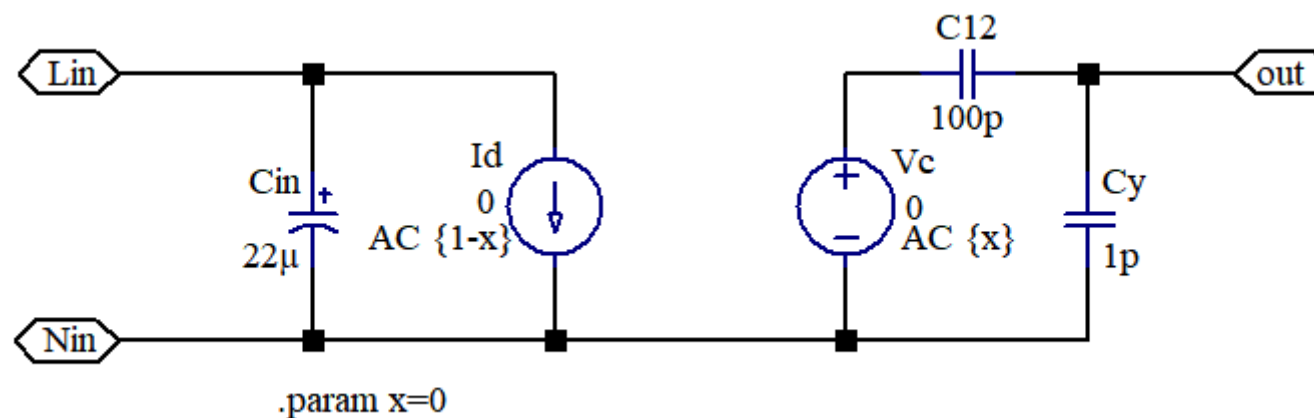 C12
Lin
out
100p
Id
Vc
Cin
+
0
+
0
Cy
AC {1-x}
AC {x}
22µ
1p
Nin
.param x=0